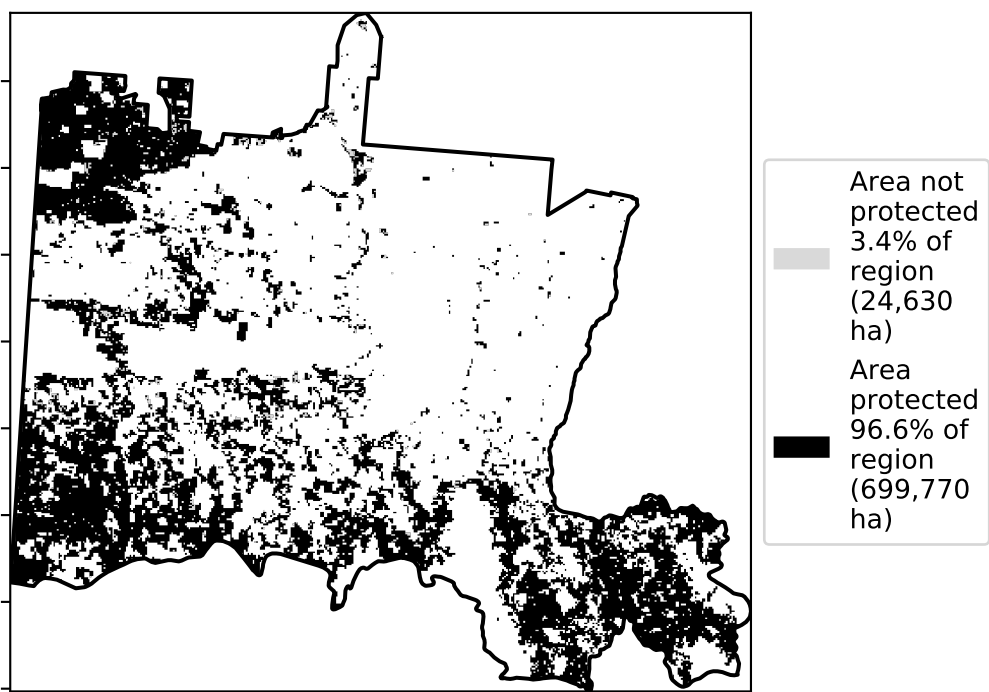 Area not
protected
3.4% of
region
(24,630
ha)
Area
protected
96.6% of
region
(699,770
ha)